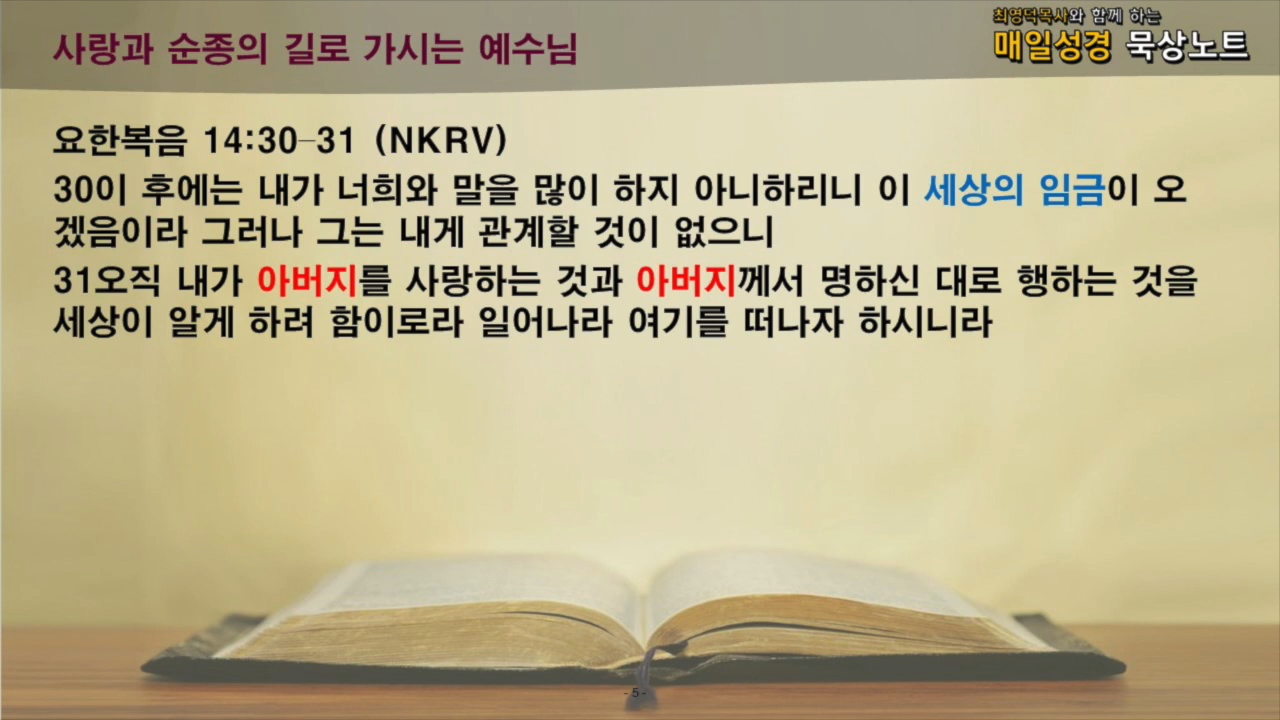 사랑과 순종의 길로 가시는 예수님
최영덕목사와 함께 하는
매일성경 묵상노트
요한복음 14:30–31 (NKRV)
30이 후에는 내가 너희와 말을 많이 하지 아니하리니 이 세상의 임금이 오
겠음이라 그러나 그는 내게 관계할 것이 없으니
31오직 내가 아버지를 사랑하는 것과 아버지께서 명하신 대로 행하는 것을
세상이 알게 하려 함이로라 일어나라 여기를 떠나자 하시니라
- 5 -